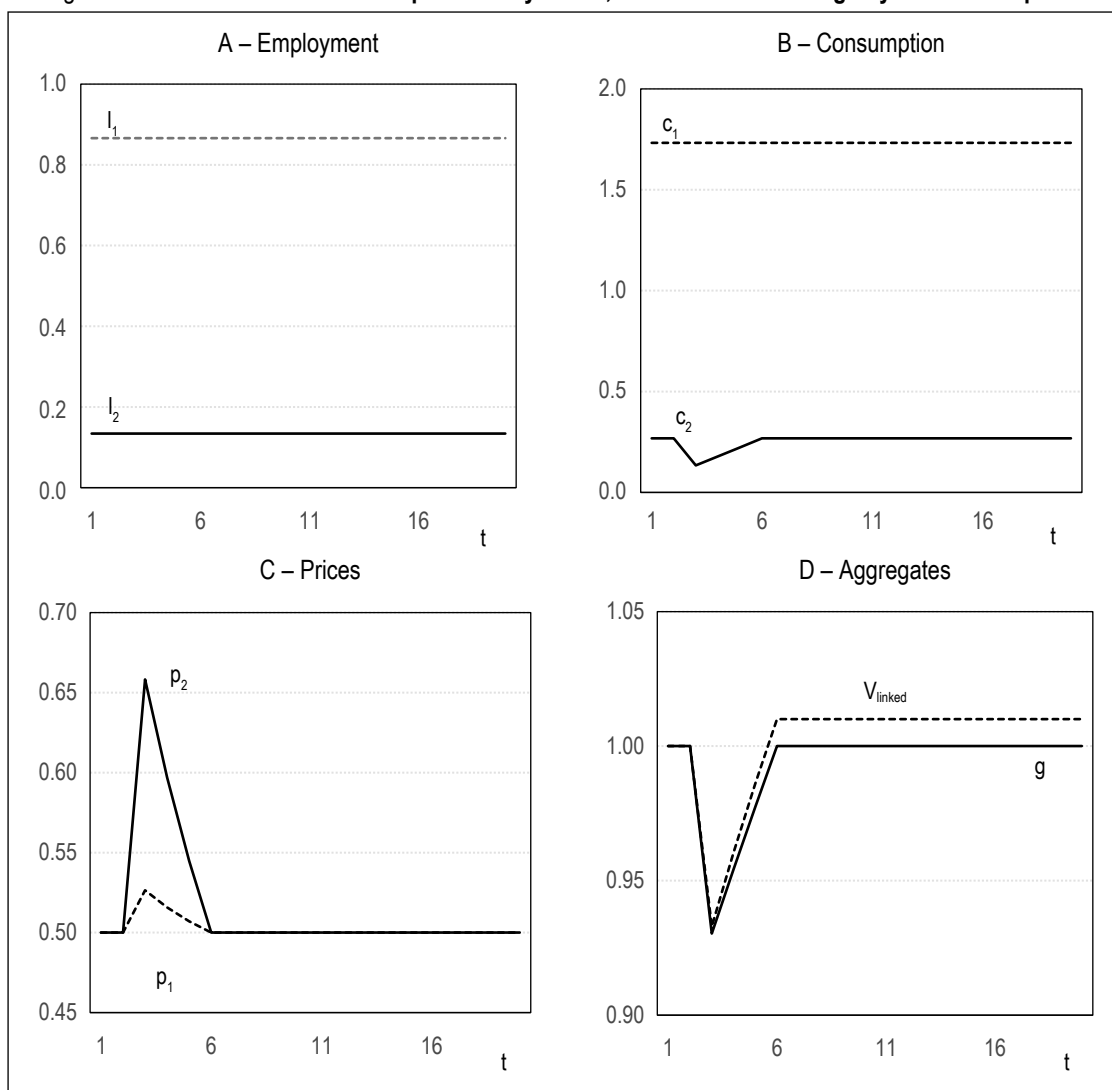 A – Employment
1.0
0.8
0.6
0.4
0.2
0.0
l1
l2
1 6 11 16
t
B – Consumption
2.0
1.5
1.0
0.5
0.0
c1
c2
1 6 11 16
t
C – Prices
0.70
0.65
0.60
0.55
0.50
0.45
p2
p1
1 6 11 16
t
D – Aggregates
1.05
1.00
0.95
0.90
Vlinked
g
1 6 11 16
t